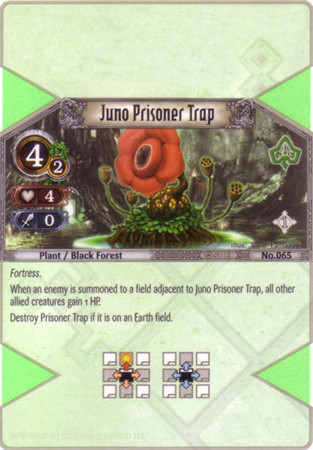 Juno Prisoner Trap
4
2
4
0
1
Plant / Black Forest
No.065
Fortress.
When an enemy is summoned to a field adjacent to Juno Prisoner Trap, all other
allied creatures gain 1 HP.
Destroy Prisoner Trap if it is on an Earth field.